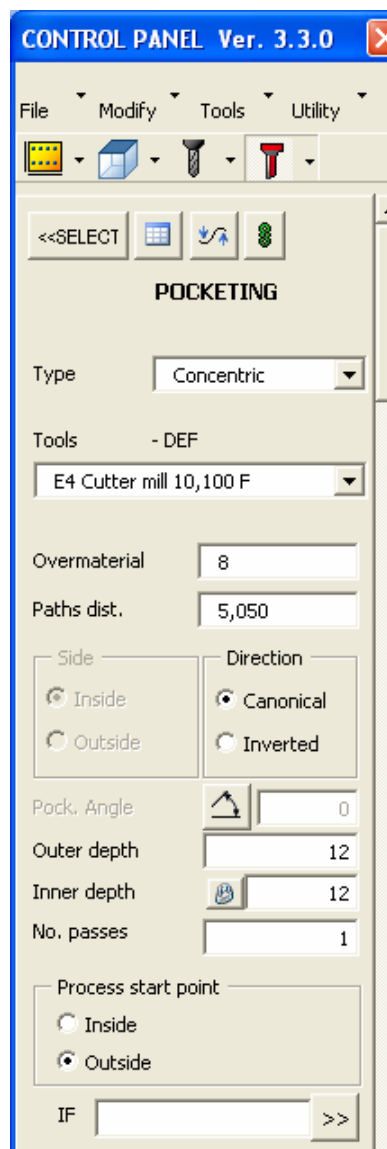 CONTROL PANEL Ver. 3.3.0
File Modify Tools Utility
<<SELECT
POCKETING
Type Concentric
Tools - DEF
E4 Cutter mill 10,100 F
Overmaterial 8
Paths dist. 5,050
Side Direction
Inside Canonical
Outside Inverted
Pock. Angle 0
Outer depth 12
Inner depth 12
No. passes 1
Process start point
Inside
Outside
IF >>